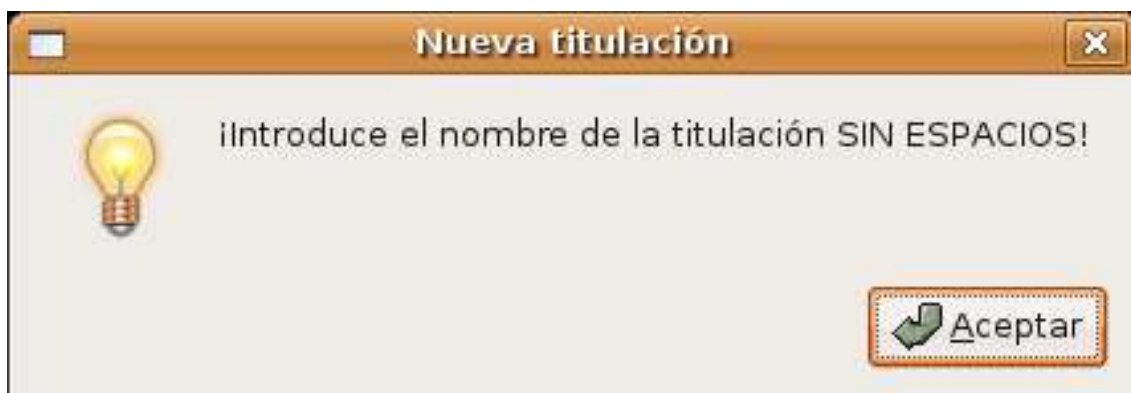 Nueva titulación
¡Introduce el nombre de la titulación SIN ESPACIOS!
Aceptar